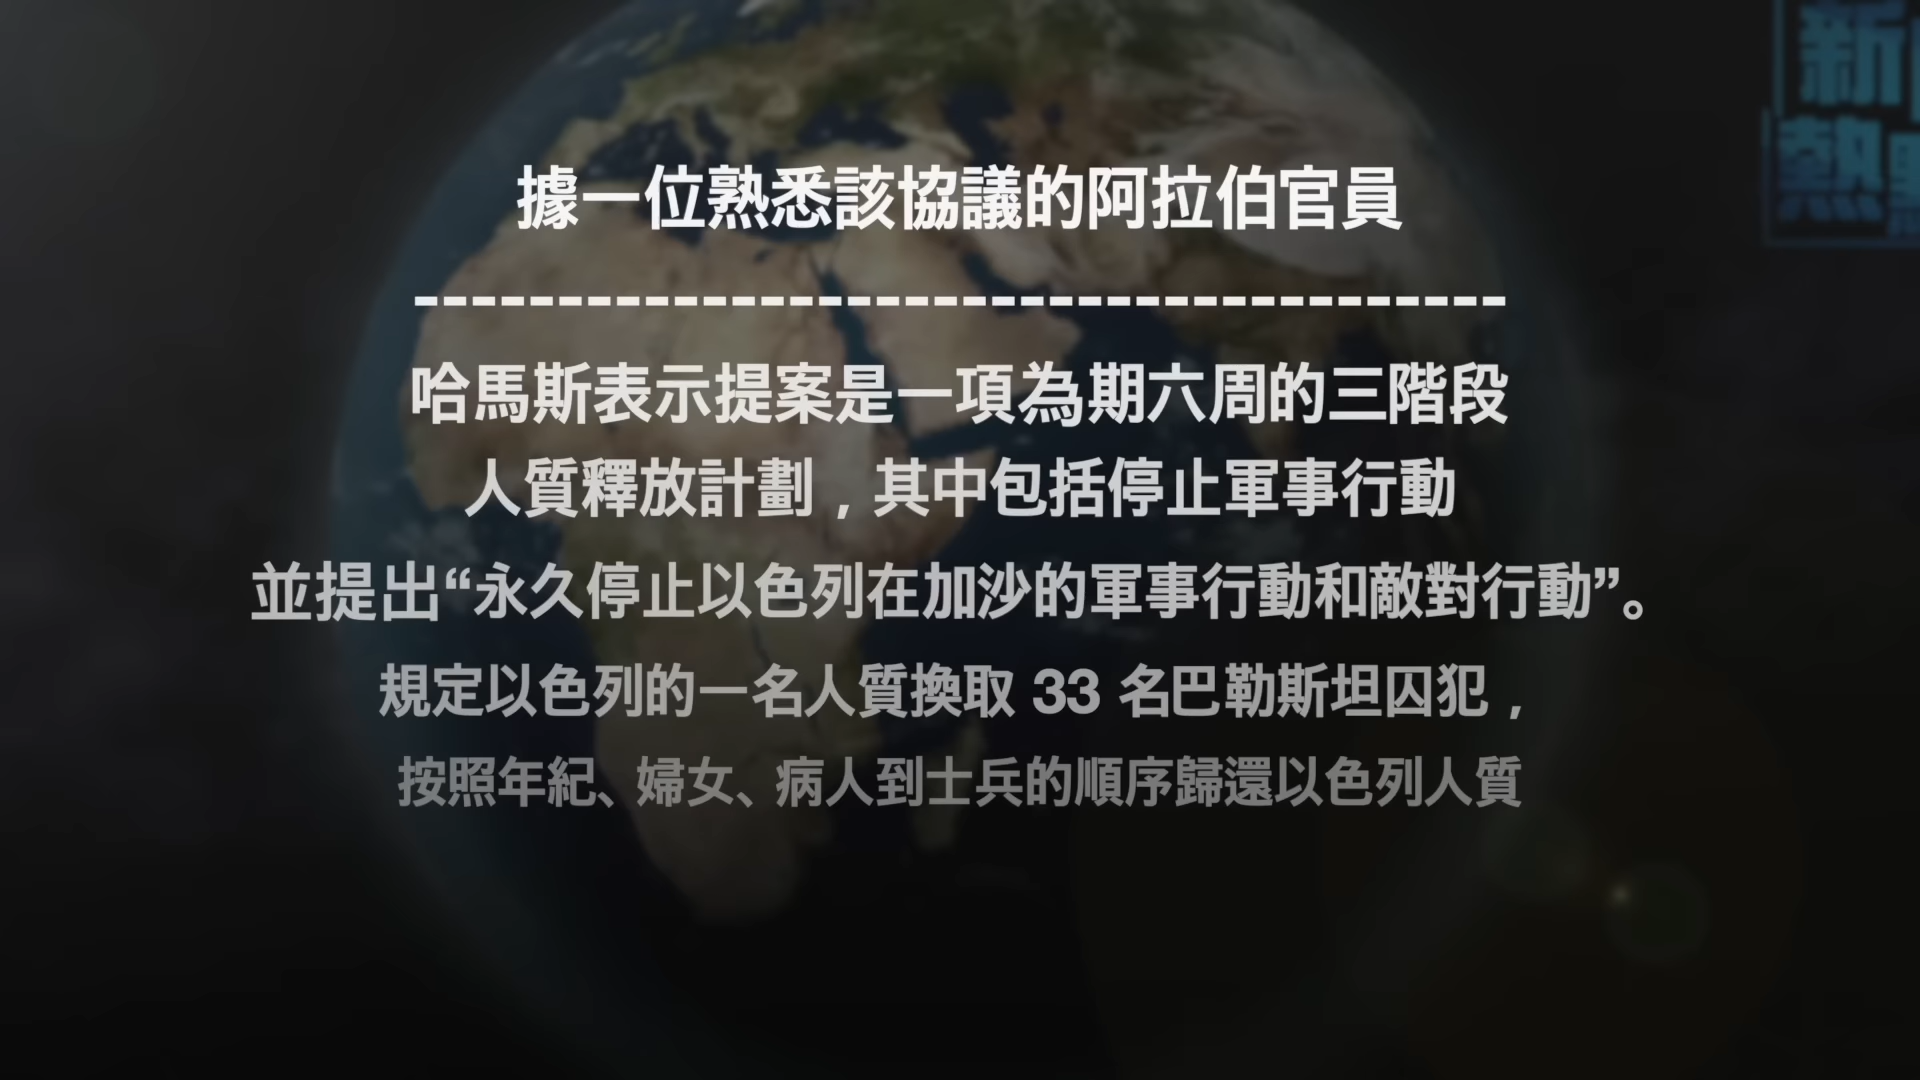 據一位熟悉該協議的阿拉伯官員
--------------------------------------
哈馬斯表示提案是一項為期六周的三階段
人質釋放計劃，其中包括停止軍事行動
並提出“永久停止以色列在加沙的軍事行動和敵對行動”。
規定以色列的一名人質換取 33 名巴勒斯坦囚犯，
按照年紀、婦女、病人到士兵的順序歸還以色列人質
新
熱